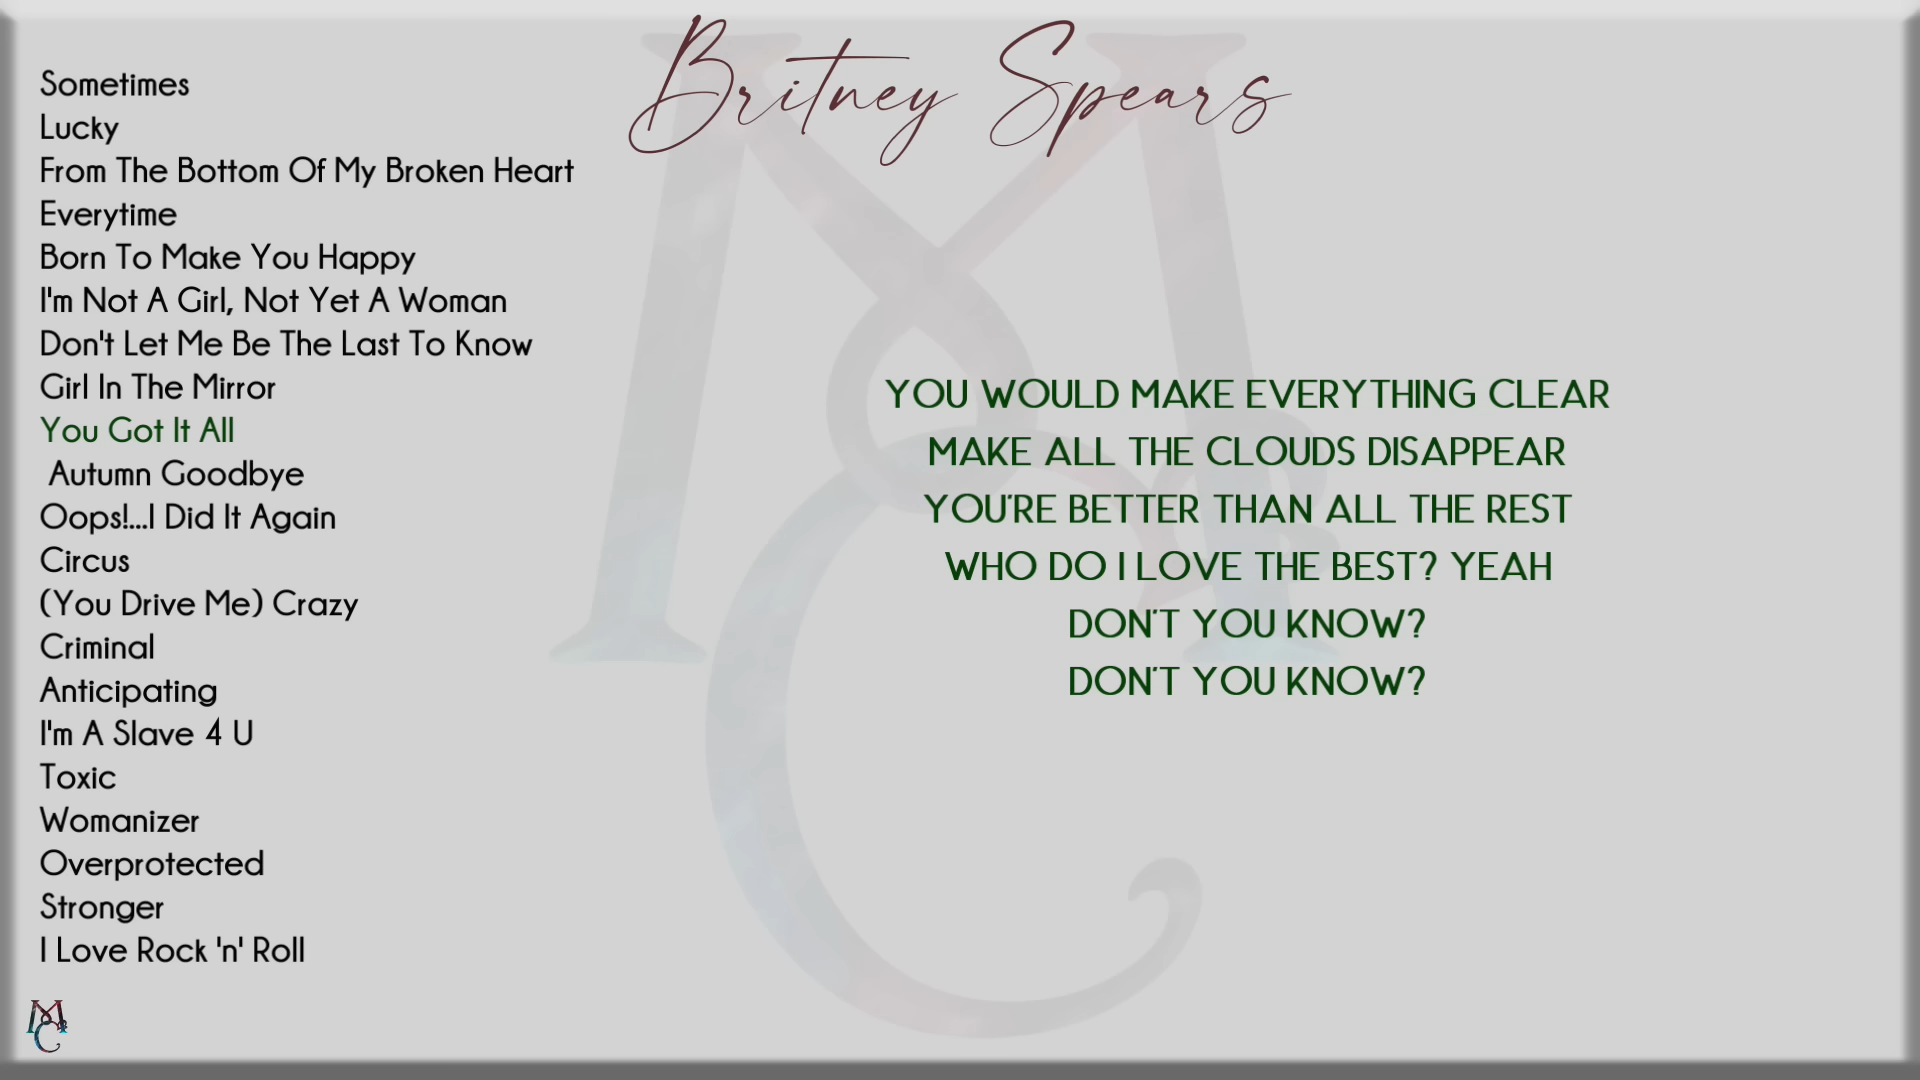 Britney Spears
Sometimes
Lucky
From The Bottom Of My Broken Heart
Everytime
Born To Make You Happy
I'm Not A Girl, Not Yet A Woman
Don't Let Me Be The Last To Know
Girl In The Mirror
You Got It All
Autumn Goodbye
Oops!...I Did It Again
Circus
(You Drive Me) Crazy
Criminal
Anticipating
I'm A Slave 4 U
Toxic
Womanizer
Overprotected
Stronger
I Love Rock 'n' Roll
YOU WOULD MAKE EVERYTHING CLEAR
MAKE ALL THE CLOUDS DISAPPEAR
YOU'RE BETTER THAN ALL THE REST
WHO DO I LOVE THE BEST? YEAH
DON'T YOU KNOW?
DON'T YOU KNOW?
MC